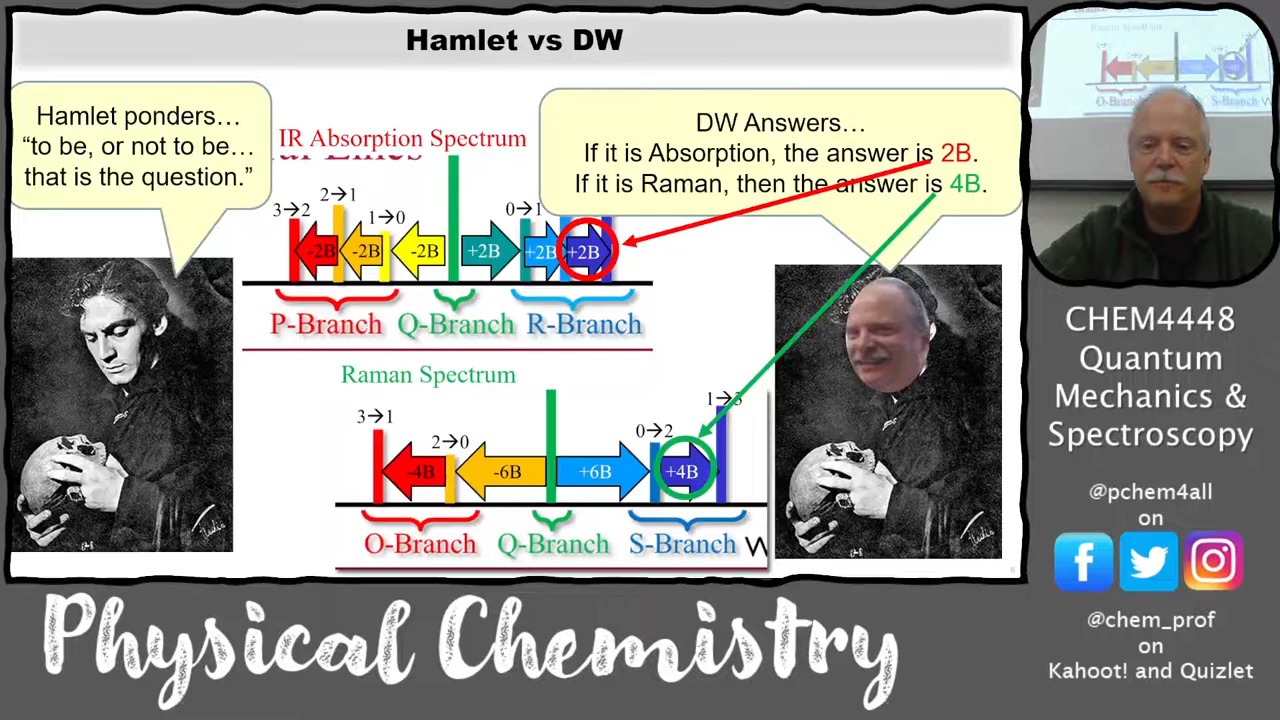 Hamlet vs DW
Hamlet ponders…
“to be, or not to be…
that is the question.”
DW Answers…
If it is Absorption, the answer is 2B.
If it is Raman, then the answer is 4B.
IR Absorption Spectrum
3→2
2→1
1→0
0→1
-2B
-2B
-2B
+2B
+2B
+2B
P-Branch
Q-Branch
R-Branch
Raman Spectrum
3→1
2→0
0→2
1→3
-4B
-6B
+6B
+4B
O-Branch
Q-Branch
S-Branch
W
8
CHEM4448
Quantum
Mechanics &
Spectroscopy
@pchem4all
on
@chem_prof
on
Kahoot! and Quizlet
Physical Chemistry